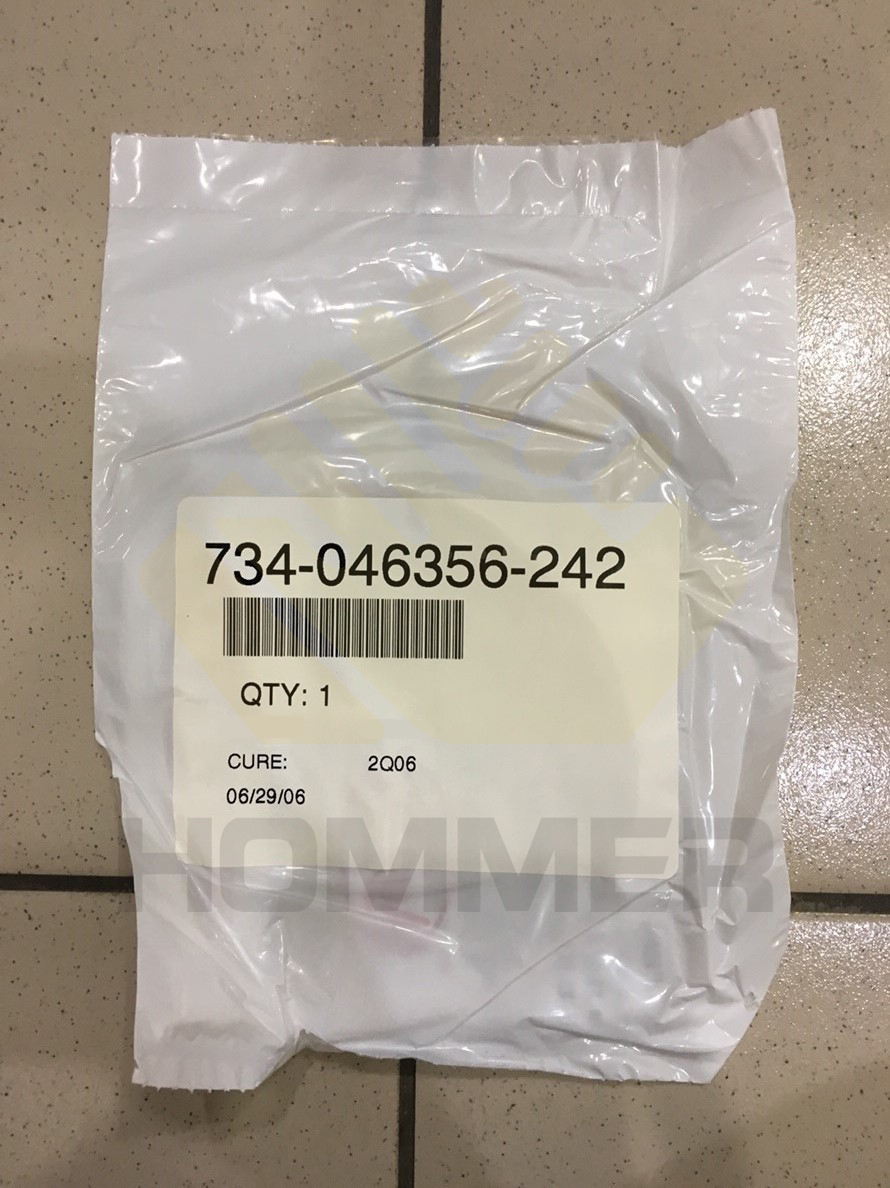 734-046356-242
QTY: 1
CURE: 2Q06
06/29/06
HOMMER